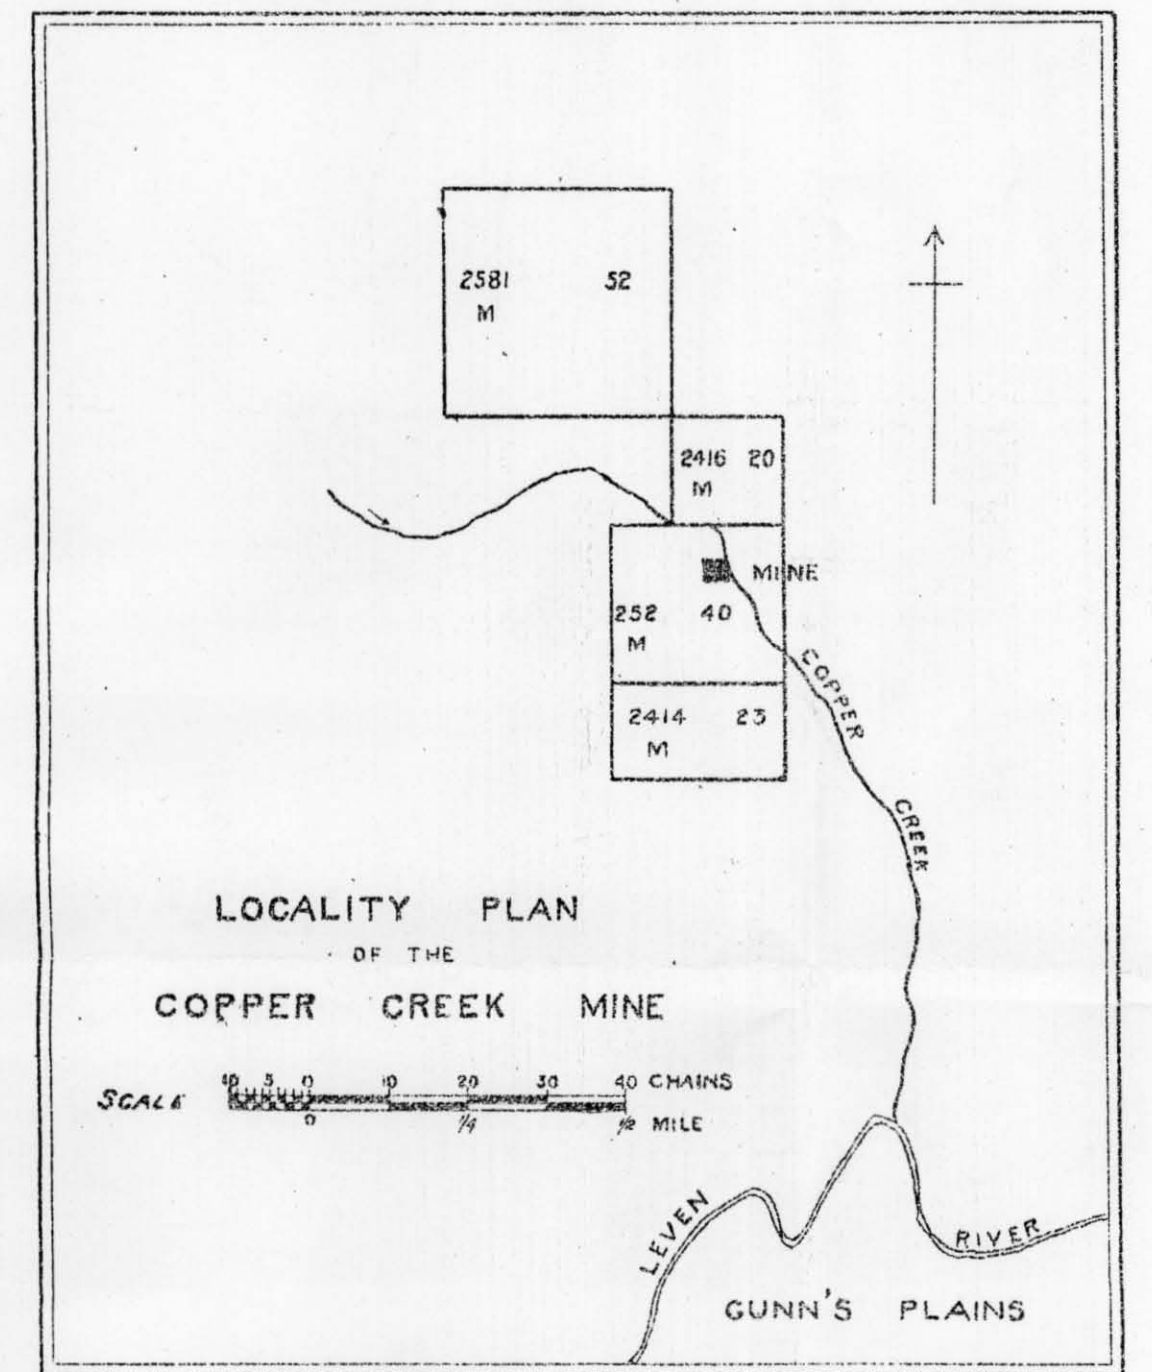 2581 52
M
2416 20
M
MINE
252 40
M
2414 23
M
COPPER CREEK
LOCALITY PLAN
OF THE
COPPER CREEK MINE
SCALE
10 5 0 10 20 30 40 CHAINS
0 1/4 1/2 MILE
LEVEN RIVER
GUNN'S PLAINS